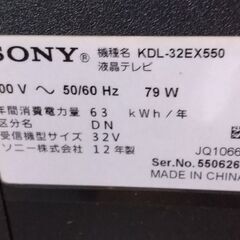 SONY® 機種名 KDL-32EX550
液晶テレビ
00 V ～ 50/60 Hz 79 W
年間消費電力量 63 kWh/年
区分名 DN
受信機型サイズ 32V
ソニー株式会社 12年製
JQ1066
Ser.No.550626
MADE IN CHINA